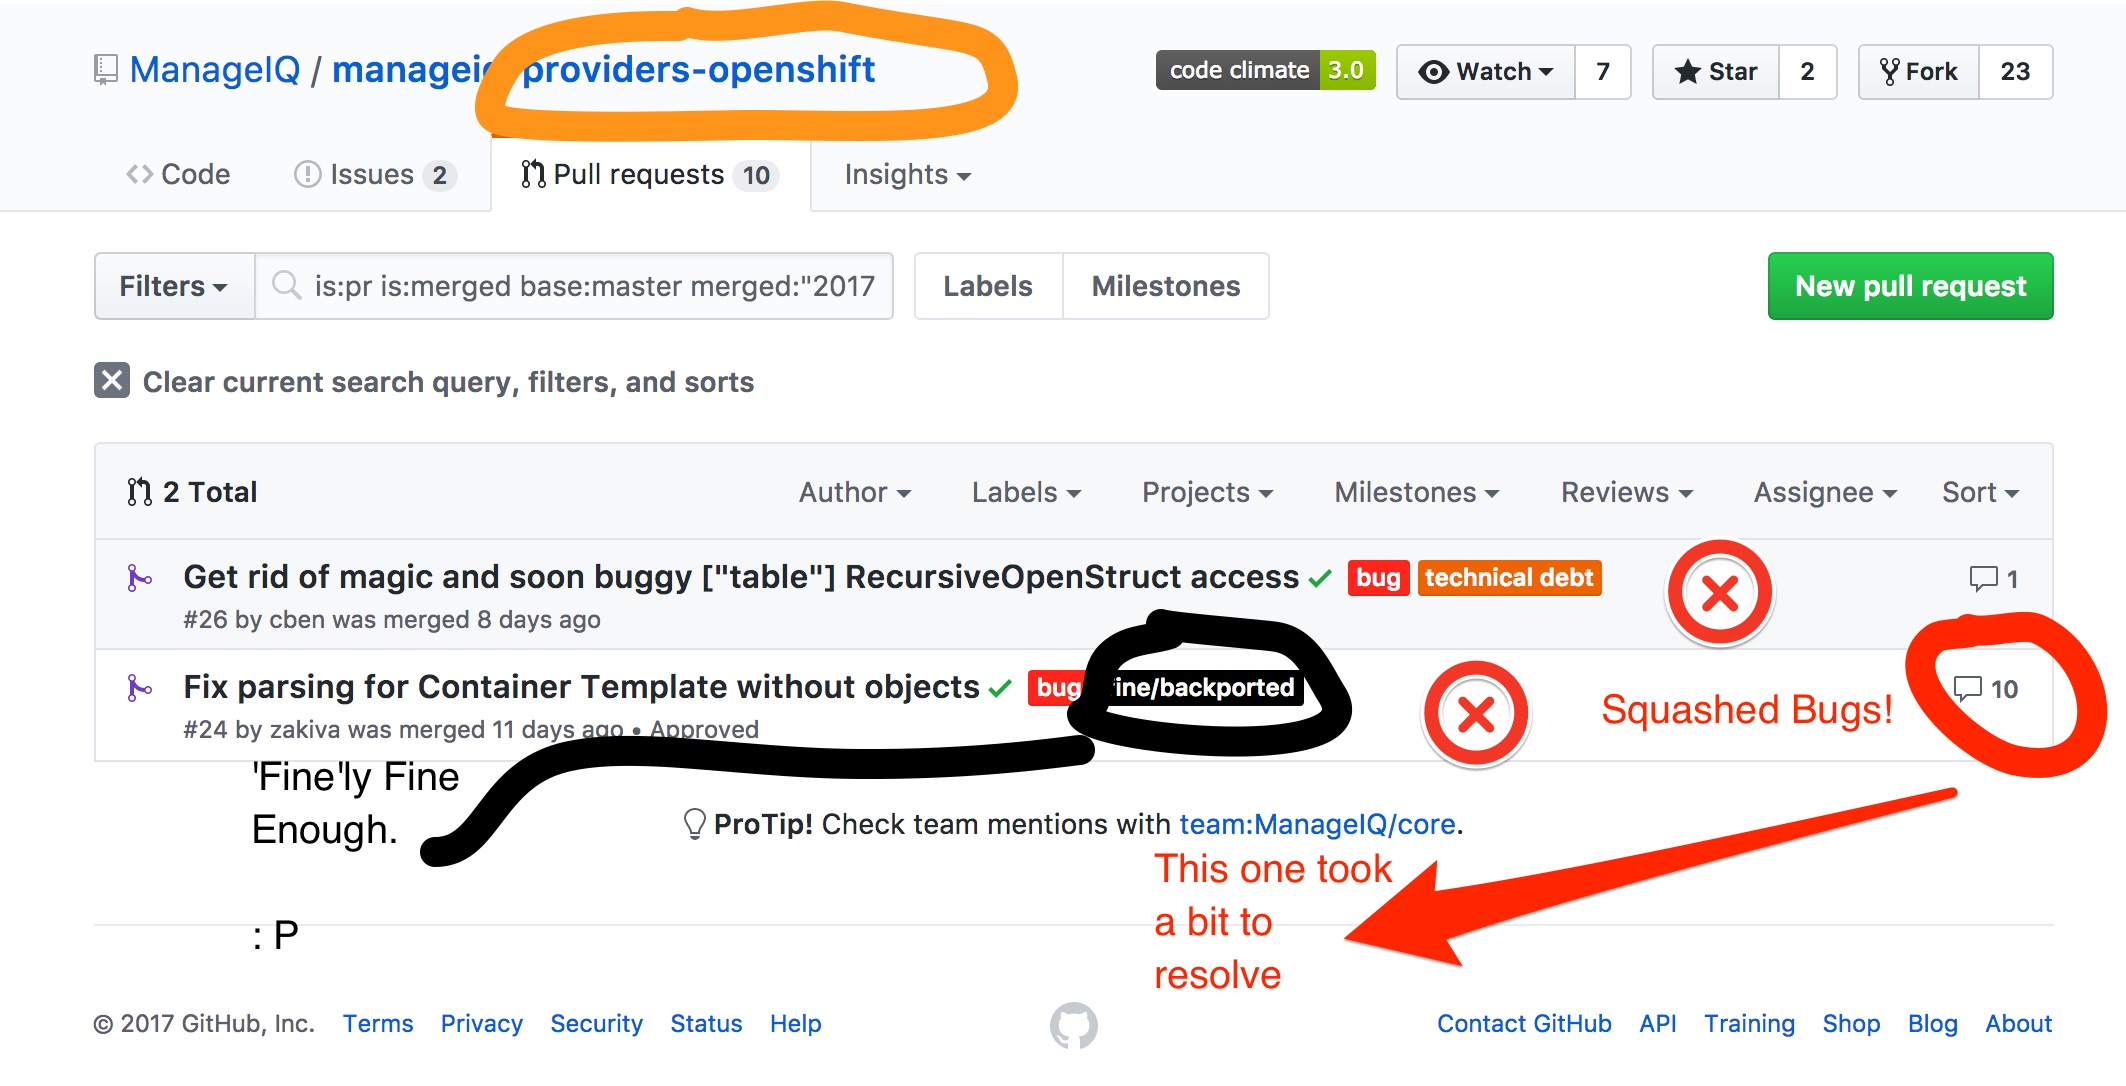 ManageIQ / manageiq-providers-openshift
code climate 3.0
Watch 7
Star 2
Fork 23
Code
Issues 2
Pull requests 10
Insights
Filters
is:pr is:merged base:master merged:"2017
Labels
Milestones
New pull request
Clear current search query, filters, and sorts
2 Total
Author
Labels
Projects
Milestones
Reviews
Assignee
Sort
Get rid of magic and soon buggy ["table"] RecursiveOpenStruct access bug technical debt 1
#26 by cben was merged 8 days ago
Fix parsing for Container Template without objects bug fine/backported 10
#24 by zakiva was merged 11 days ago • Approved
Squashed Bugs!
'Fine'ly Fine
Enough.
: P
ProTip! Check team mentions with team:ManageIQ/core.
This one took
a bit to
resolve
© 2017 GitHub, Inc. Terms Privacy Security Status Help
Contact GitHub API Training Shop Blog About